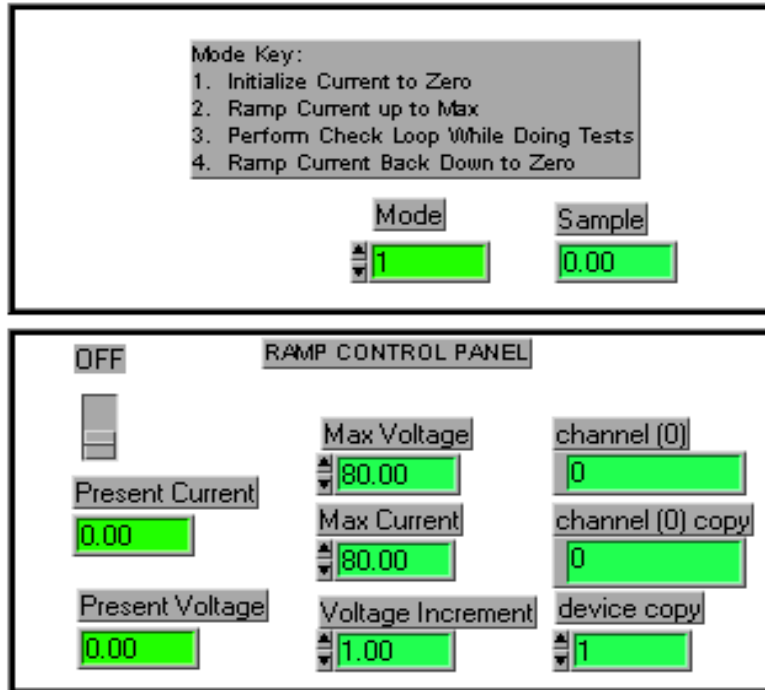 Mode Key:
1. Initialize Current to Zero
2. Ramp Current up to Max
3. Perform Check Loop While Doing Tests
4. Ramp Current Back Down to Zero
Mode
1
Sample
0.00
OFF
RAMP CONTROL PANEL
Present Current
0.00
Present Voltage
0.00
Max Voltage
80.00
Max Current
80.00
Voltage Increment
1.00
channel (0)
0
channel (0) copy
0
device copy
1